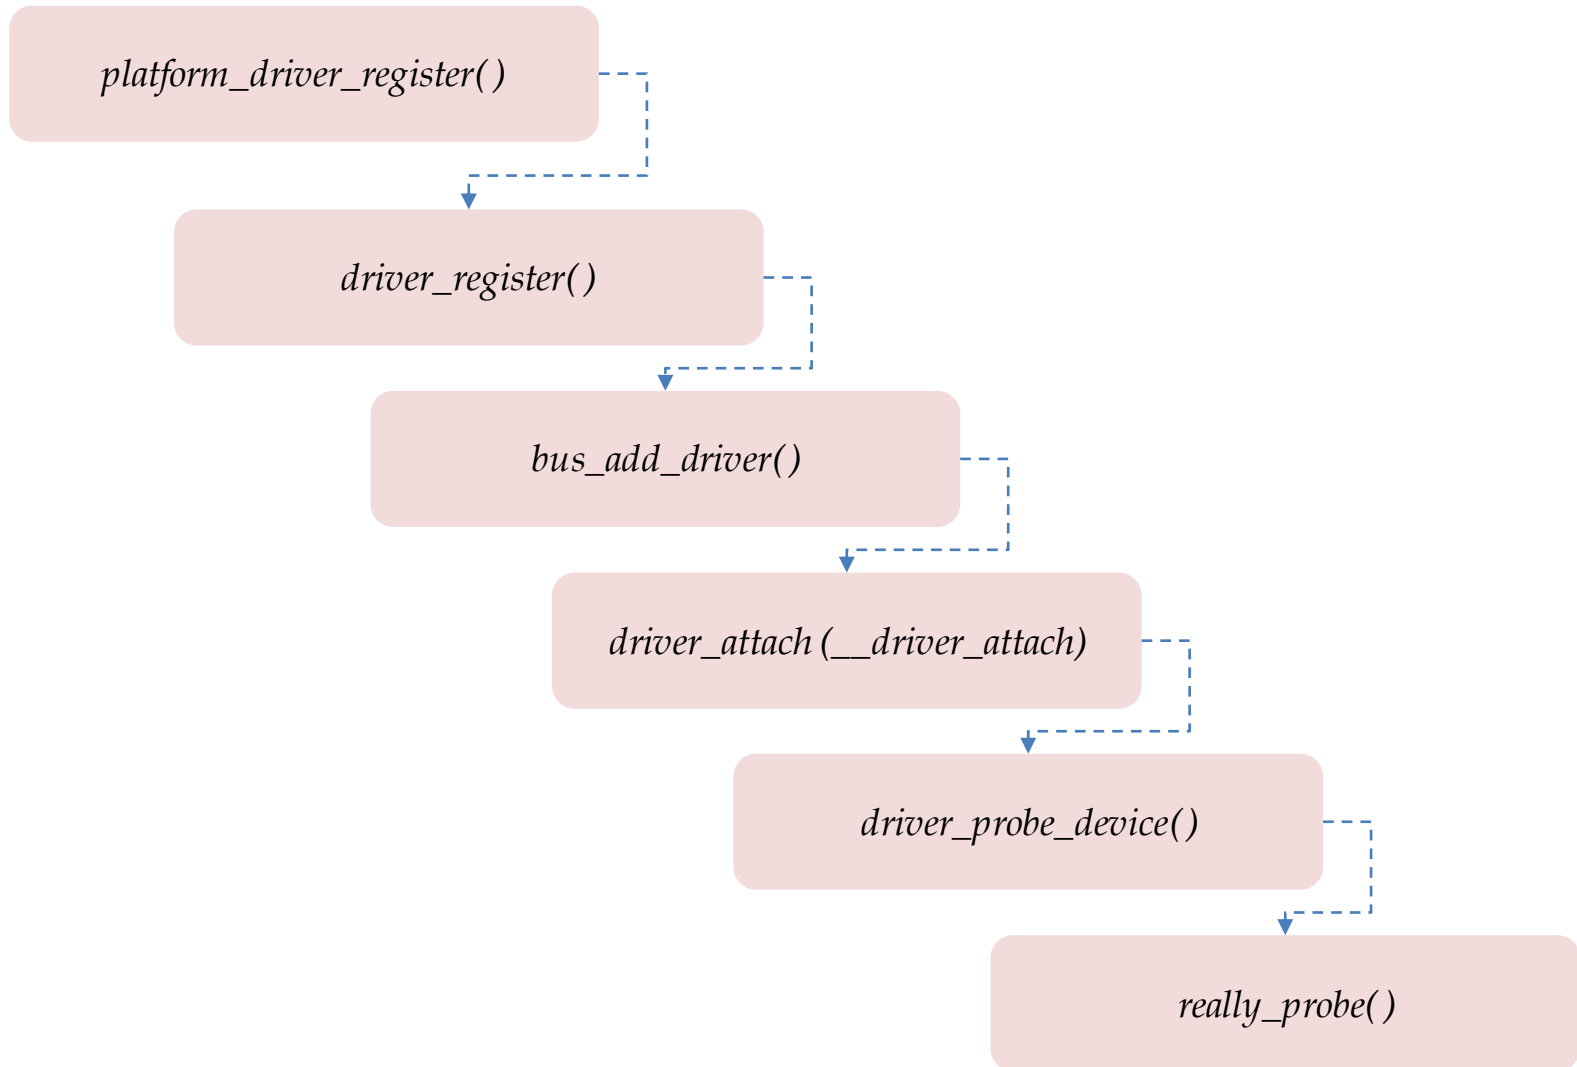 platform_driver_register()
driver_register()
bus_add_driver()
driver_attach (__driver_attach)
driver_probe_device()
really_probe()